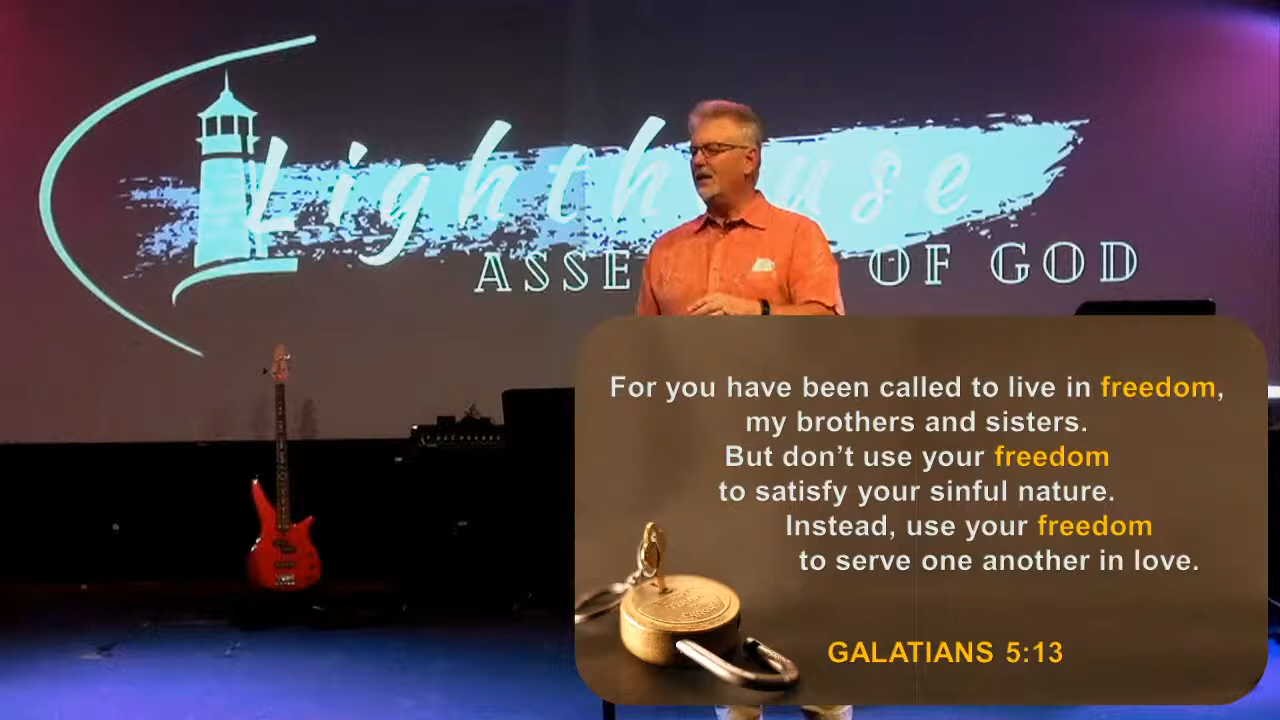 Lighth use
ASSE OF GOD
For you have been called to live in freedom,
my brothers and sisters.
But don’t use your freedom
to satisfy your sinful nature.
Instead, use your freedom
to serve one another in love.
GALATIANS 5:13